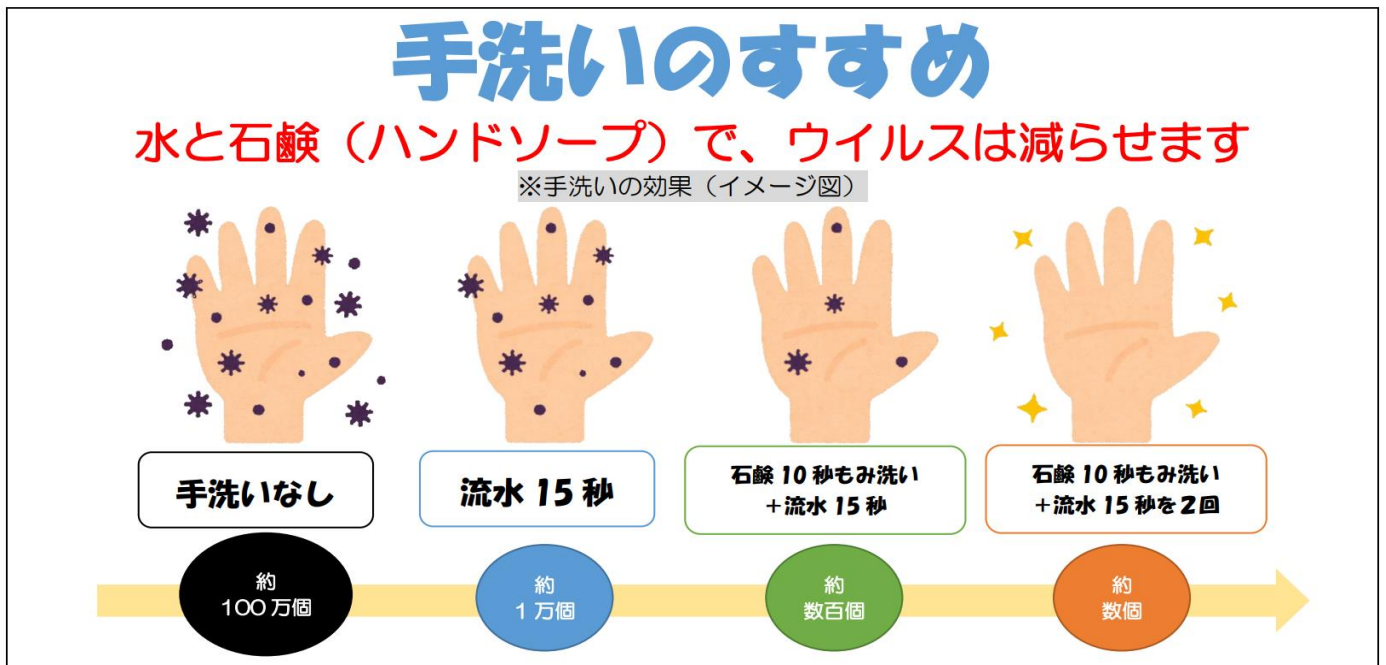 手洗いのすすめ
水と石鹸（ハンドソープ）で、ウイルスは減らせます
※手洗いの効果（イメージ図）
手洗いなし
流水 15 秒
石鹸 10 秒もみ洗い
＋流水 15 秒
石鹸 10 秒もみ洗い
＋流水 15 秒を２回
約
100 万個
約
1 万個
約
数百個
約
数個